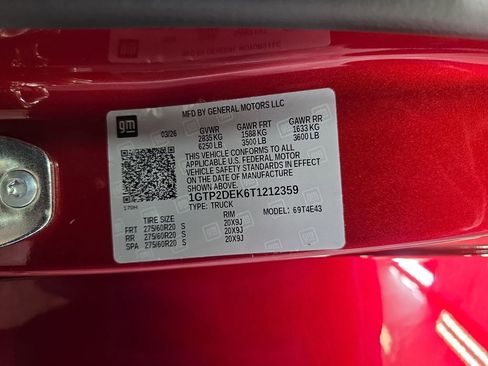 gm
MFD BY GENERAL MOTORS LLC
03/26 GVWR GAWR FRT GAWR RR
2835 KG 1588 KG 1633 KG
6250 LB 3500 LB 3600 LB
THIS VEHICLE CONFORMS TO ALL
APPLICABLE U.S. FEDERAL MOTOR
VEHICLE SAFETY STANDARDS IN EFFECT
ON THE DATE OF MANUFACTURE
SHOWN ABOVE.
1GTP2DEK6T1212359
TYPE: TRUCK
179H
TIRE SIZE RIM MODEL: 69T4E43
FRT 275/60R20 S 20X9J
RR 275/60R20 S 20X9J
SPA 275/60R20 S 20X9J